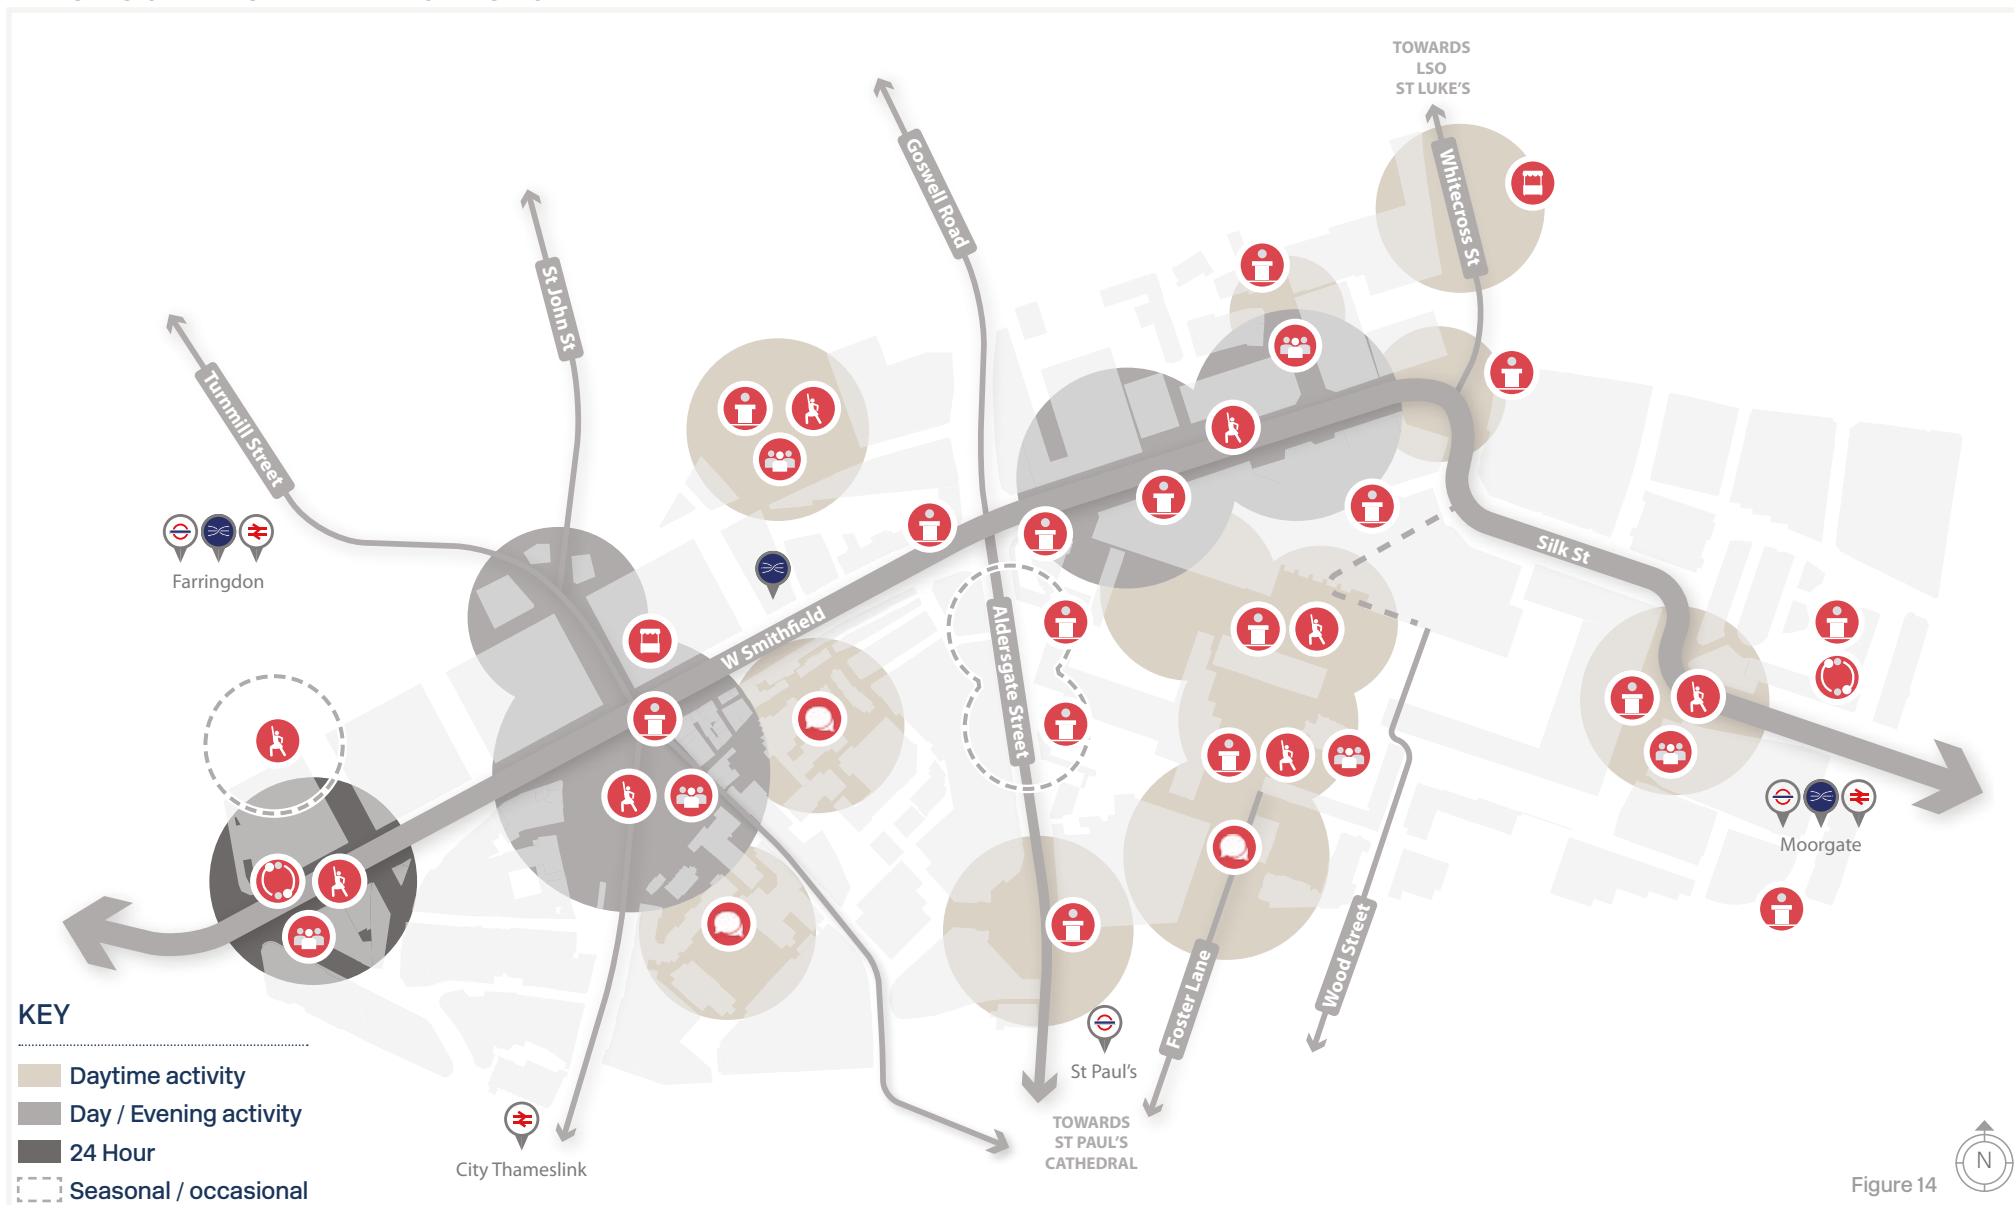 TOWARDS
LSO
ST LUKE'S
Whitecross St
Goswell Road
St John St
Turnmill Street
Farringdon
W Smithfield
Aldersgate Street
Silk St
Moorgate
Wood Street
Foster Lane
St Paul's
TOWARDS
ST PAUL'S
CATHEDRAL
City Thameslink
KEY
Daytime activity
Day / Evening activity
24 Hour
Seasonal / occasional
N
Figure 14